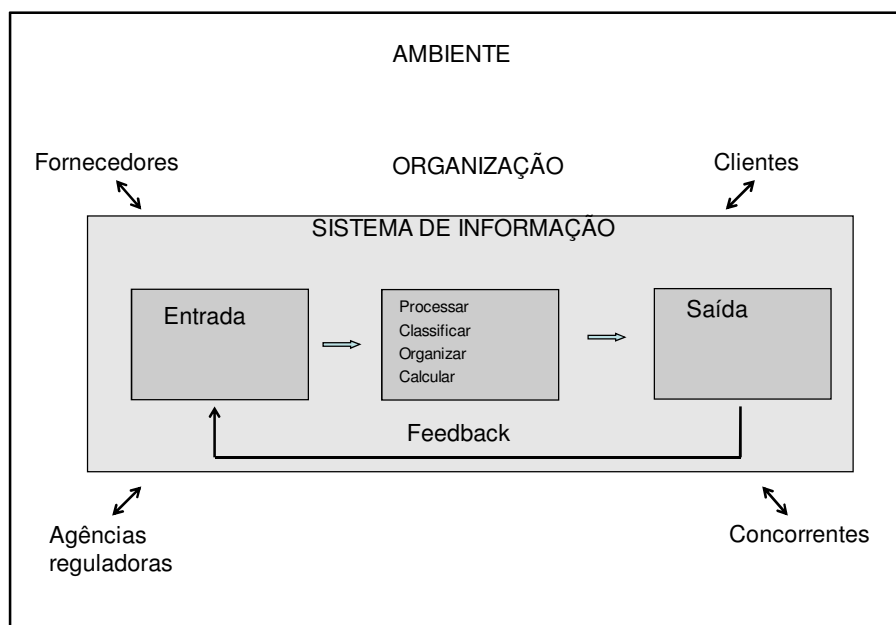 AMBIENTE
Fornecedores
ORGANIZAÇÃO
Clientes
SISTEMA DE INFORMAÇÃO
Entrada
Processar
Classificar
Organizar
Calcular
Saída
Feedback
Agências
reguladoras
Concorrentes